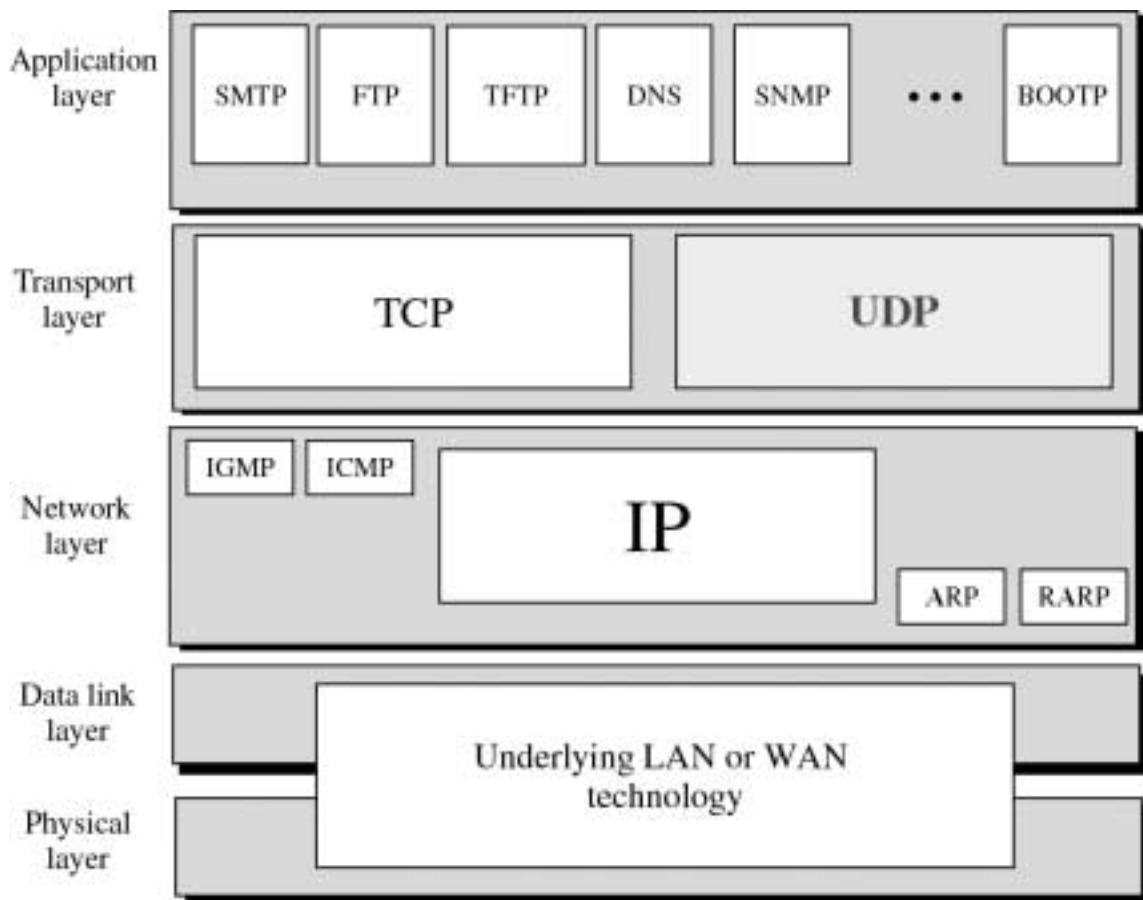 Application
layer
SMTP
FTP
TFTP
DNS
SNMP
•••
BOOTP
Transport
layer
TCP
UDP
Network
layer
IGMP
ICMP
IP
ARP
RARP
Data link
layer
Underlying LAN or WAN
technology
Physical
layer